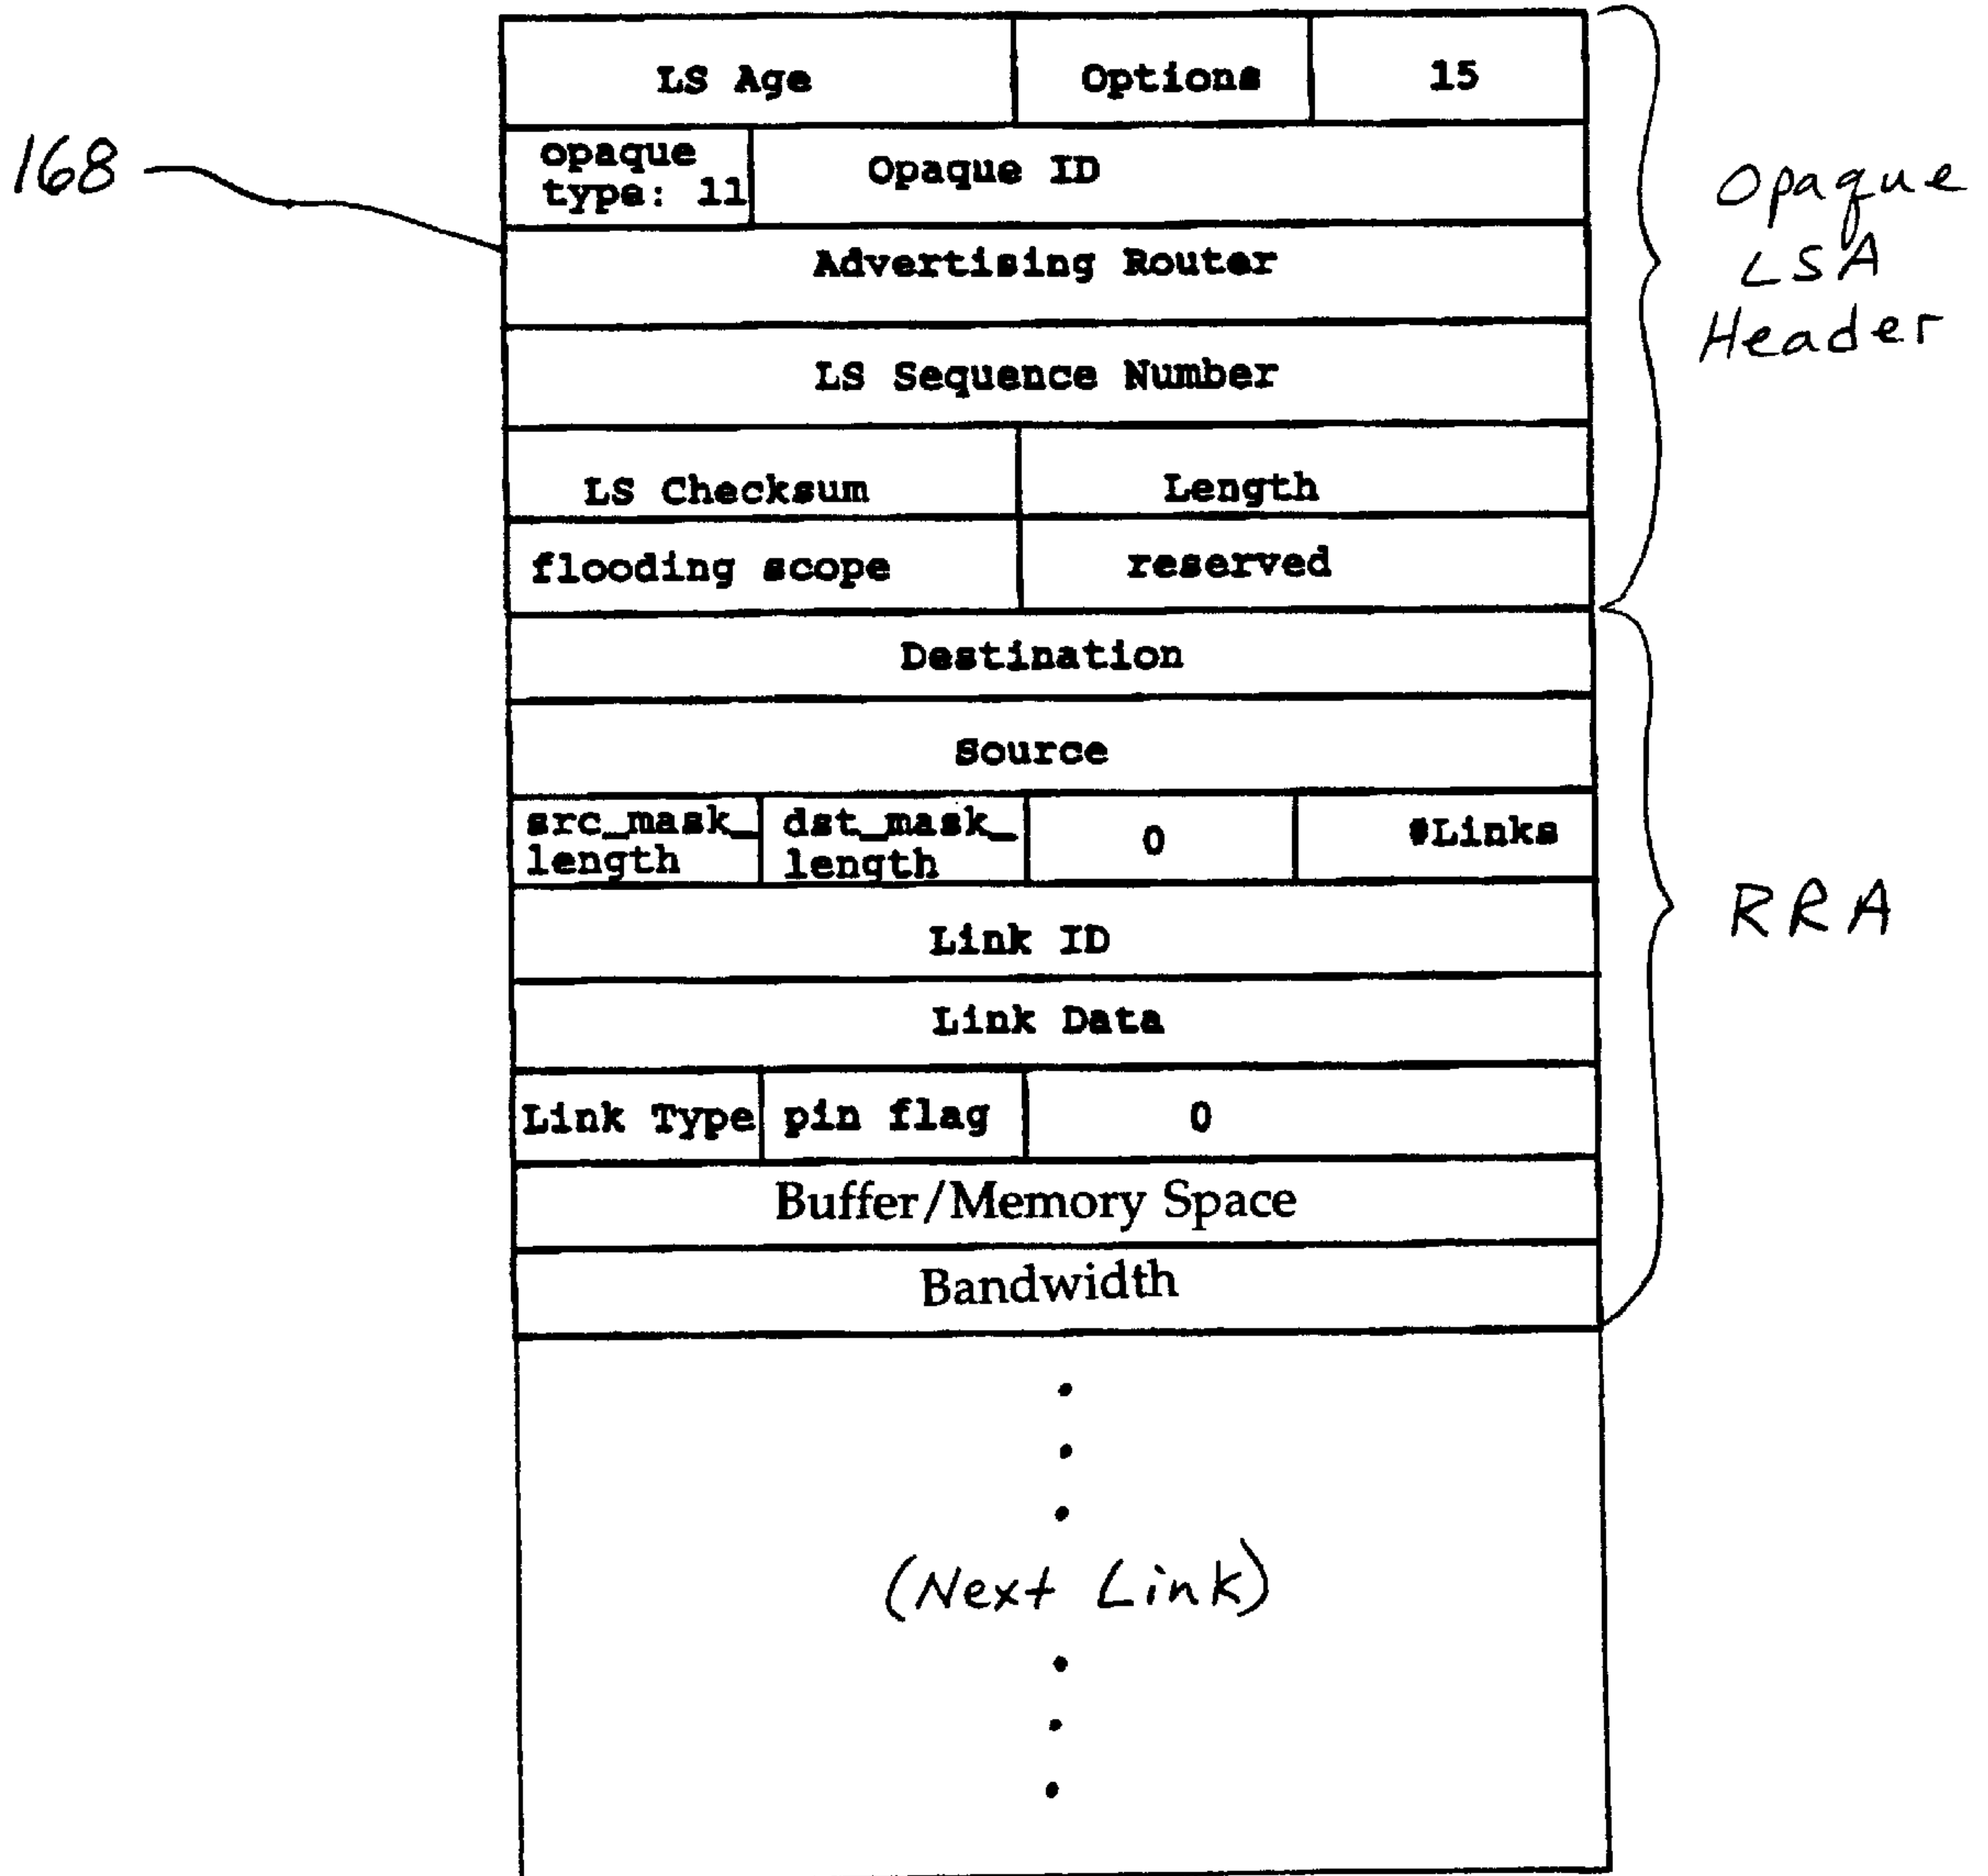 LS Age Options 15
168
opaque
type: 11
Opaque ID
Opaque
LSA
Header
Advertising Router
LS Sequence Number
LS Checksum Length
flooding scope reserved
Destination
Source
src_mask_
length
dst_mask_
length
0
#Links
RRA
Link ID
Link Data
Link Type pin flag 0
Buffer/Memory Space
Bandwidth
(Next Link)